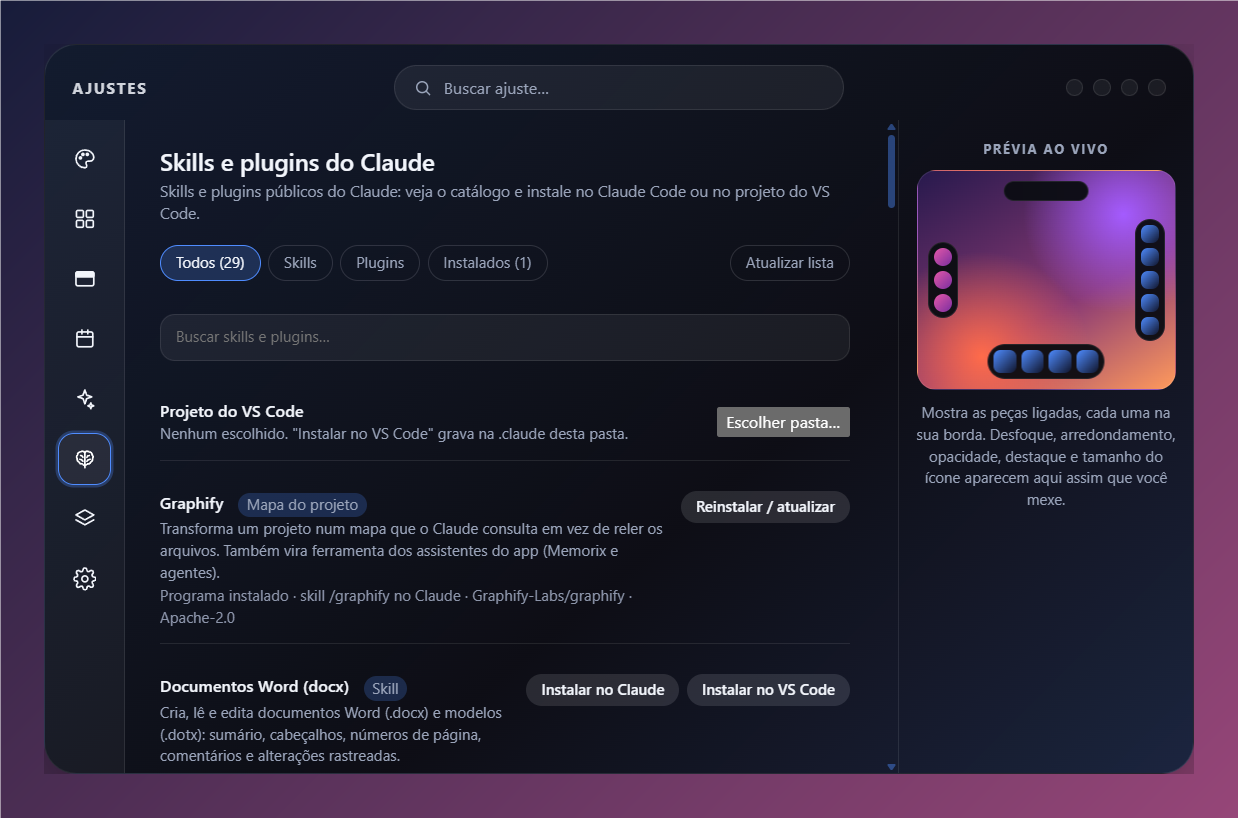 AJUSTES
Buscar ajuste...
Skills e plugins do Claude
Skills e plugins públicos do Claude: veja o catálogo e instale no Claude Code ou no projeto do VS
Code.
Todos (29)
Skills
Plugins
Instalados (1)
Atualizar lista
Buscar skills e plugins...
Projeto do VS Code
Nenhum escolhido. "Instalar no VS Code" grava na .claude desta pasta.
Escolher pasta...
Graphify
Mapa do projeto
Reinstalar / atualizar
Transforma um projeto num mapa que o Claude consulta em vez de reler os
arquivos. Também vira ferramenta dos assistentes do app (Memorix e
agentes).
Programa instalado · skill /graphify no Claude · Graphify-Labs/graphify ·
Apache-2.0
Documentos Word (docx)
Skill
Instalar no Claude
Instalar no VS Code
Cria, lê e edita documentos Word (.docx) e modelos
(.dotx): sumário, cabeçalhos, números de página,
comentários e alterações rastreadas.
PRÉVIA AO VIVO
Mostra as peças ligadas, cada uma na
sua borda. Desfoque, arredondamento,
opacidade, destaque e tamanho do
ícone aparecem aqui assim que você
mexe.